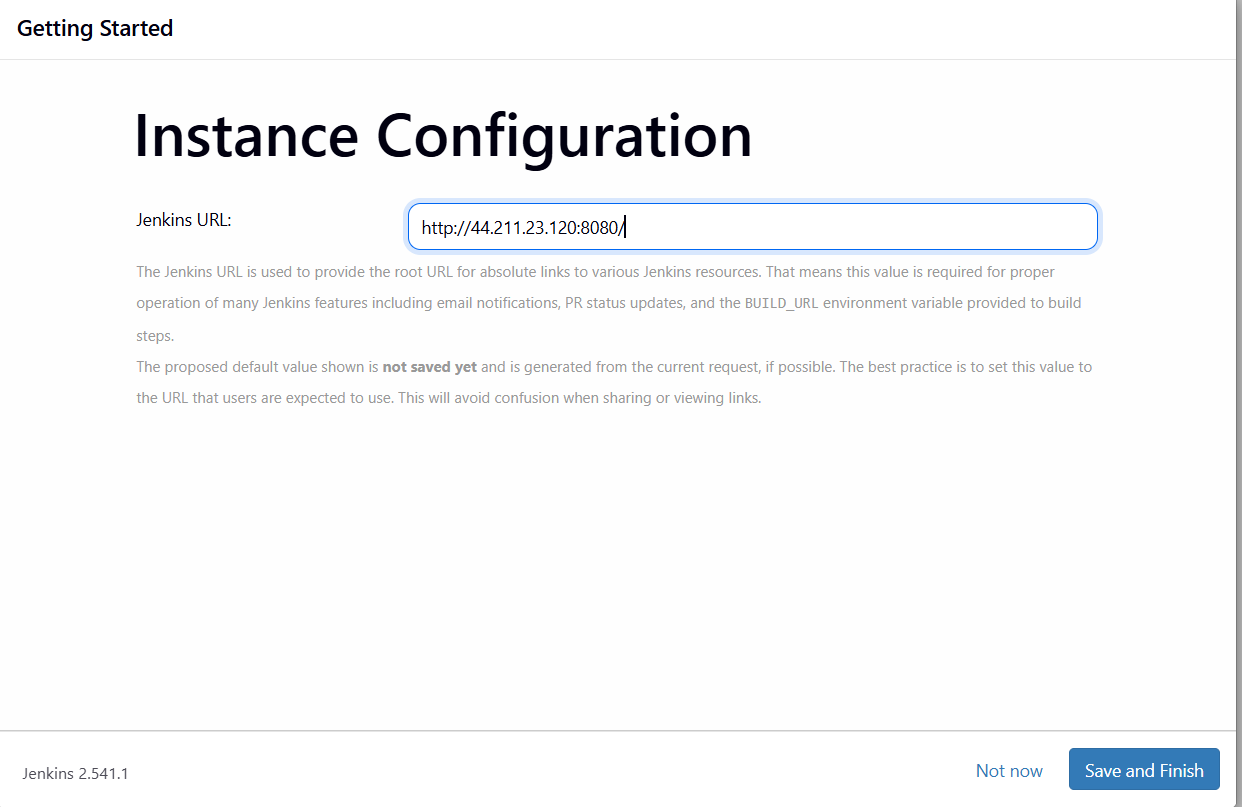 Getting Started
Instance Configuration
Jenkins URL:
http://44.211.23.120:8080/
The Jenkins URL is used to provide the root URL for absolute links to various Jenkins resources. That means this value is required for proper
operation of many Jenkins features including email notifications, PR status updates, and the BUILD_URL environment variable provided to build
steps.
The proposed default value shown is not saved yet and is generated from the current request, if possible. The best practice is to set this value to
the URL that users are expected to use. This will avoid confusion when sharing or viewing links.
Jenkins 2.541.1
Not now
Save and Finish